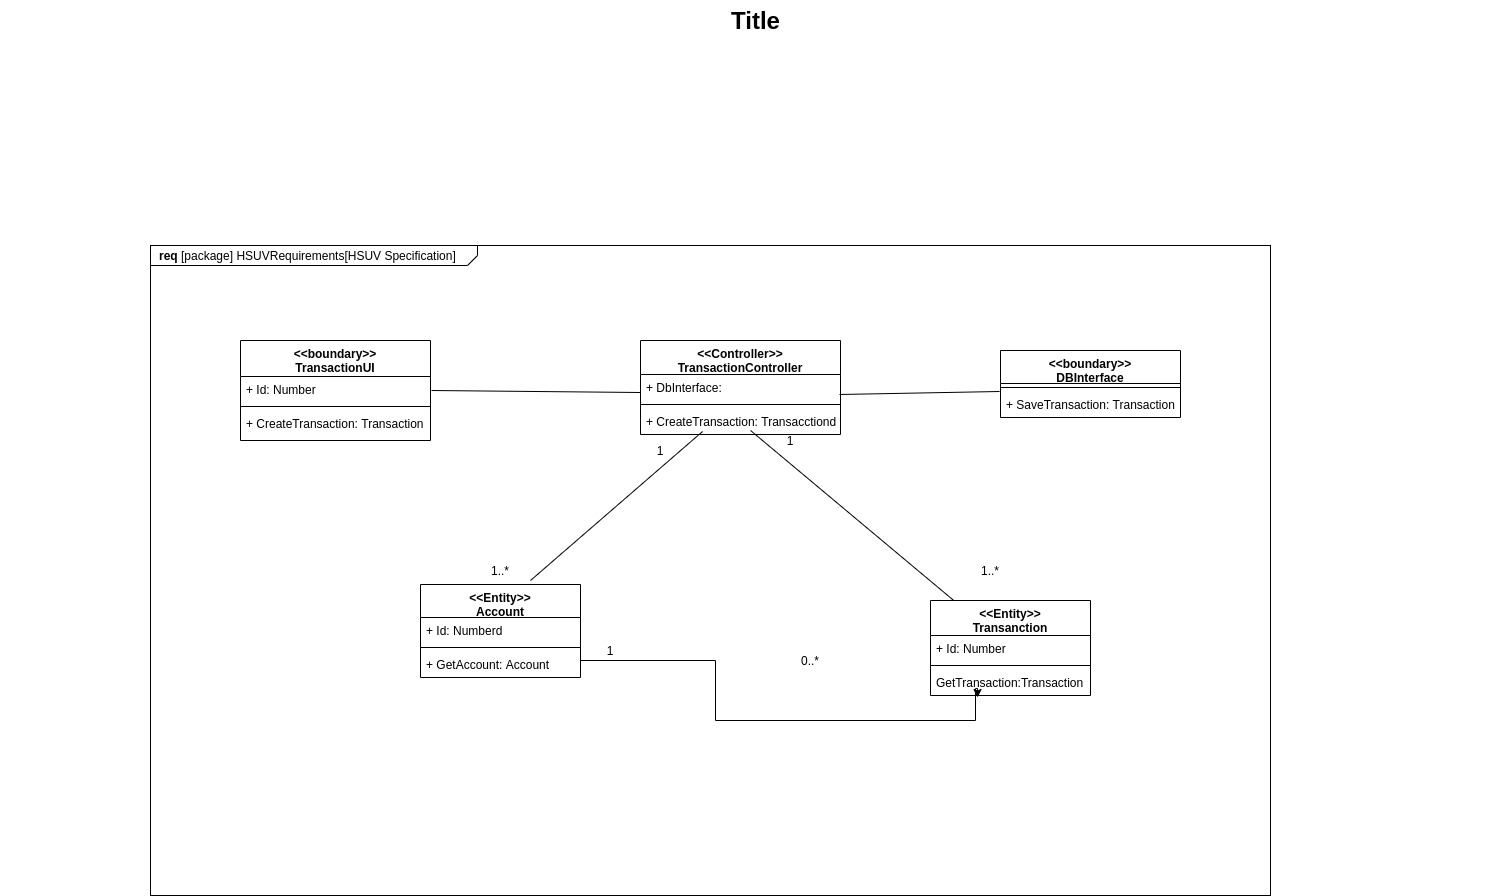 Title
req [package] HSUVRequirements[HSUV Specification]
<<boundary>>
TransactionUI
+ Id: Number
+ CreateTransaction: Transaction
<<Controller>>
TransactionController
+ DbInterface:
+ CreateTransaction: Transacctiond
<<boundary>>
DBInterface
+ SaveTransaction: Transaction
1
1
1..*
1..*
<<Entity>>
Account
+ Id: Numberd
+ GetAccount: Account
<<Entity>>
Transanction
+ Id: Number
GetTransaction:Transaction
1
0..*